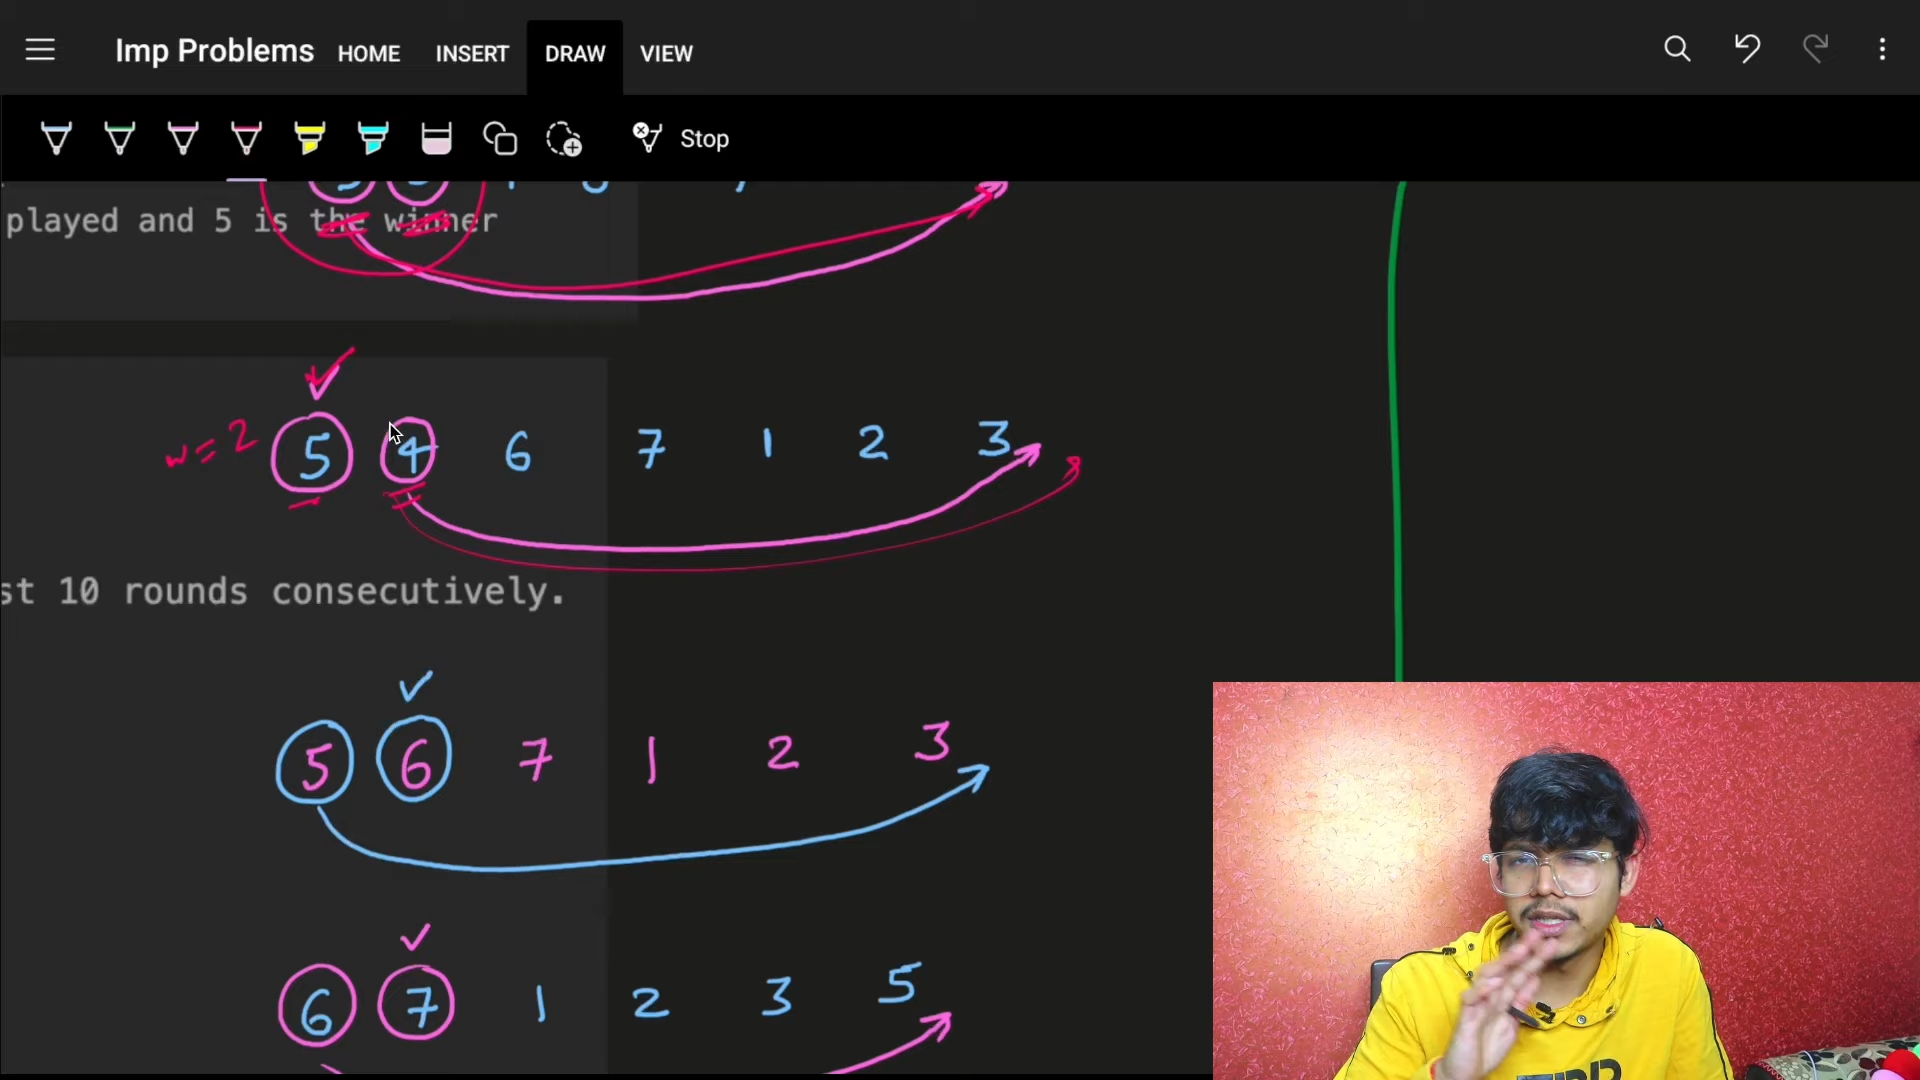 Imp Problems HOME INSERT DRAW VIEW
Stop
played and 5 is the winner
w = 2 5 4 6 7 1 2 3
st 10 rounds consecutively.
5 6 7 1 2 3
6 7 1 2 3 5